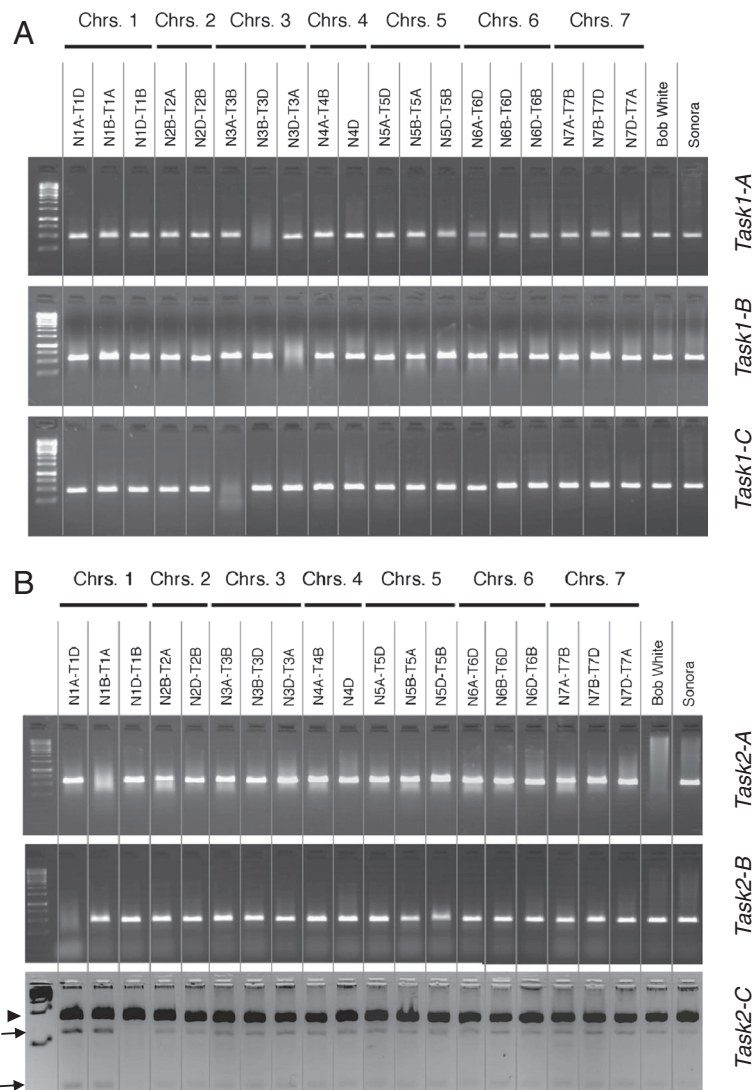 A
Chrs. 1 Chrs. 2 Chrs. 3 Chrs. 4 Chrs. 5 Chrs. 6 Chrs. 7
N1A-T1D N1B-T1A N1D-T1B N2B-T2A N2D-T2B N3A-T3B N3B-T3D N3D-T3A N4A-T4B N4D N5A-T5D N5B-T5A N5D-T5B N6A-T6D N6B-T6D N6D-T6B N7A-T7B N7B-T7D N7D-T7A Bob White Sonora
Task1-A
Task1-B
Task1-C
B
Chrs. 1 Chrs. 2 Chrs. 3 Chrs. 4 Chrs. 5 Chrs. 6 Chrs. 7
N1A-T1D N1B-T1A N1D-T1B N2B-T2A N2D-T2B N3A-T3B N3B-T3D N3D-T3A N4A-T4B N4D N5A-T5D N5B-T5A N5D-T5B N6A-T6D N6B-T6D N6D-T6B N7A-T7B N7B-T7D N7D-T7A Bob White Sonora
Task2-A
Task2-B
Task2-C